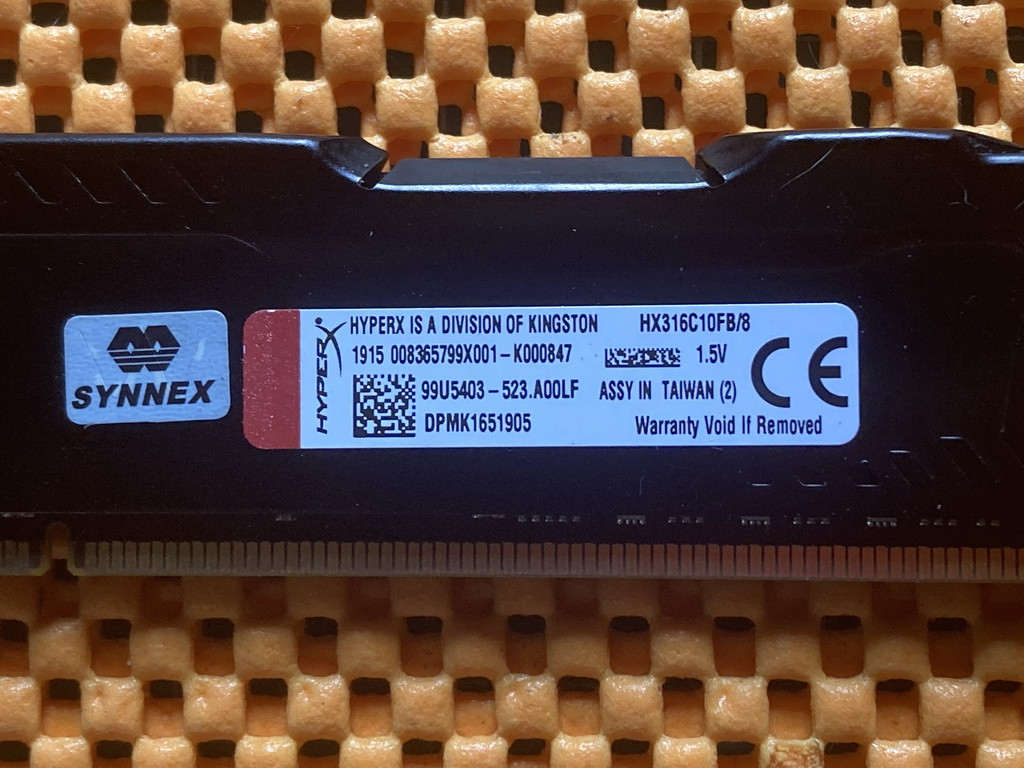 SYNNEX
HYPERX
HYPERX IS A DIVISION OF KINGSTON HX316C10FB/8
1915 008365799X001-K000847 1.5V
99U5403-523.A00LF ASSY IN TAIWAN (2)
DPMK1651905 Warranty Void If Removed
CE